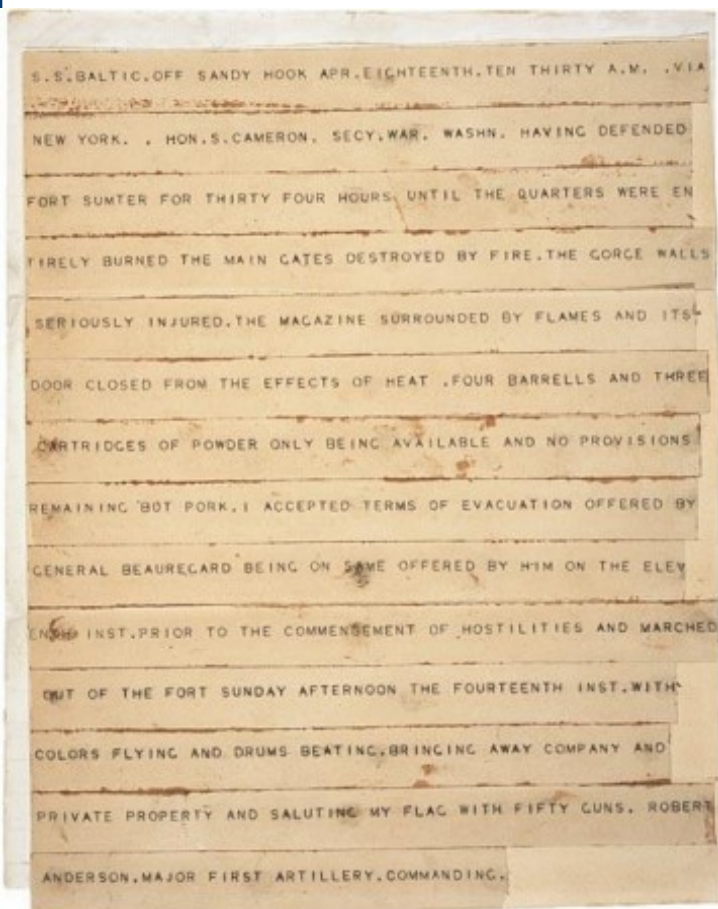 S.S.BALTIC.OFF SANDY HOOK APR.EIGHTEENTH.TEN THIRTY A.M. .VIA
NEW YORK. . HON.S.CAMERON. SECY.WAR. WASHN. HAVING DEFENDED
FORT SUMTER FOR THIRTY FOUR HOURS UNTIL THE QUARTERS WERE EN
TIRELY BURNED THE MAIN GATES DESTROYED BY FIRE.THE GORGE WALLS
SERIOUSLY INJURED.THE MAGAZINE SURROUNDED BY FLAMES AND ITS
DOOR CLOSED FROM THE EFFECTS OF HEAT .FOUR BARRELLS AND THREE
CARTRIDGES OF POWDER ONLY BEING AVAILABLE AND NO PROVISIONS
REMAINING BUT PORK.I ACCEPTED TERMS OF EVACUATION OFFERED BY
GENERAL BEAUREGARD BEING ON SAME OFFERED BY HIM ON THE ELEV
ENTH INST.PRIOR TO THE COMMENSEMENT OF HOSTILITIES AND MARCHED
OUT OF THE FORT SUNDAY AFTERNOON THE FOURTEENTH INST.WITH
COLORS FLYING AND DRUMS BEATING.BRINGING AWAY COMPANY AND
PRIVATE PROPERTY AND SALUTING MY FLAG WITH FIFTY GUNS. ROBERT
ANDERSON.MAJOR FIRST ARTILLERY.COMMANDING.